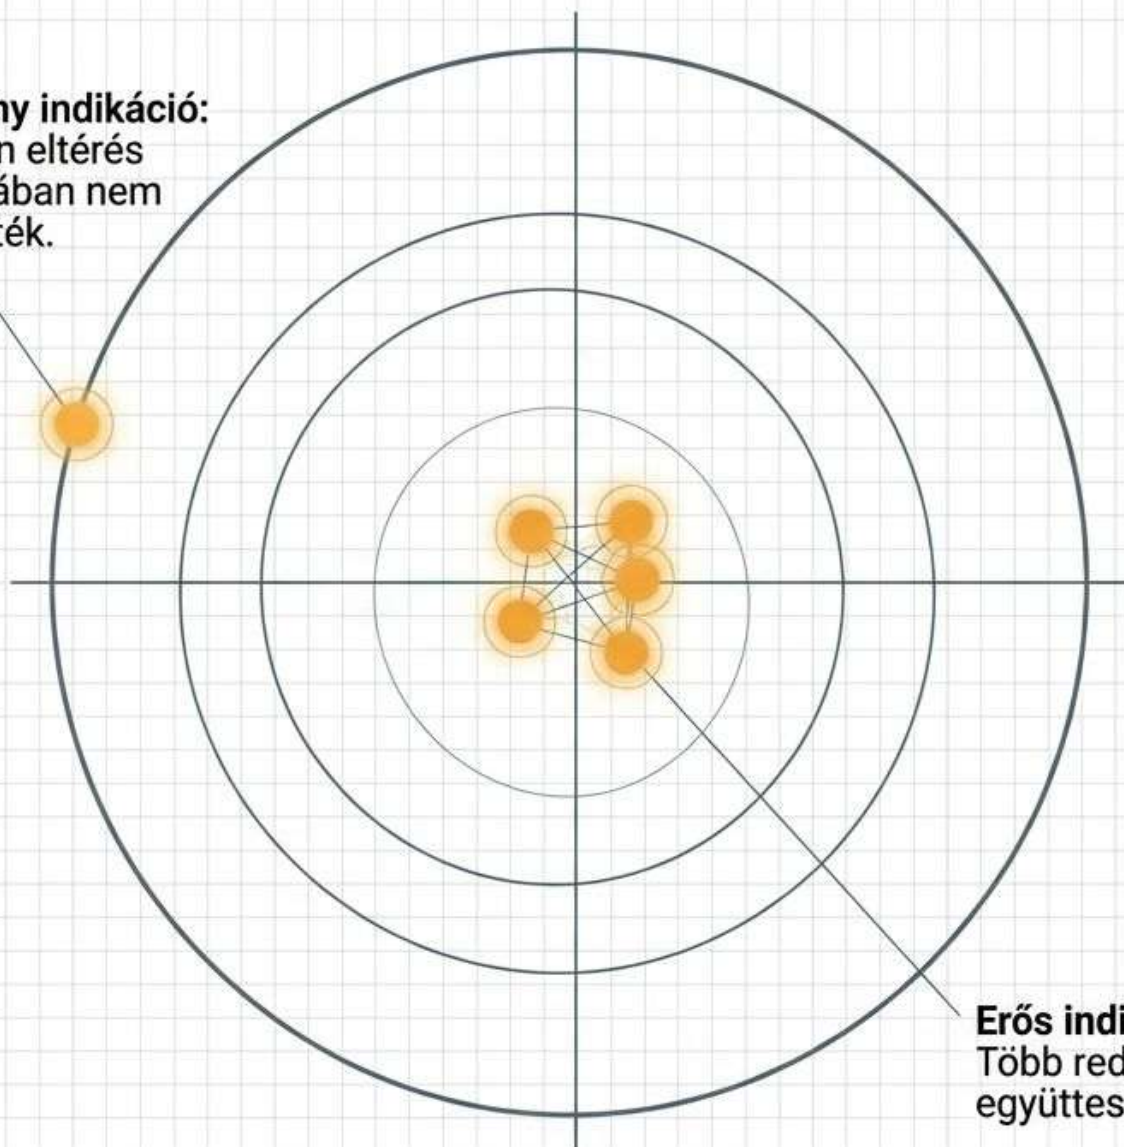 ny indikáció:
n eltérés
ában nem
ték.
Erős indi
Több red
együttes